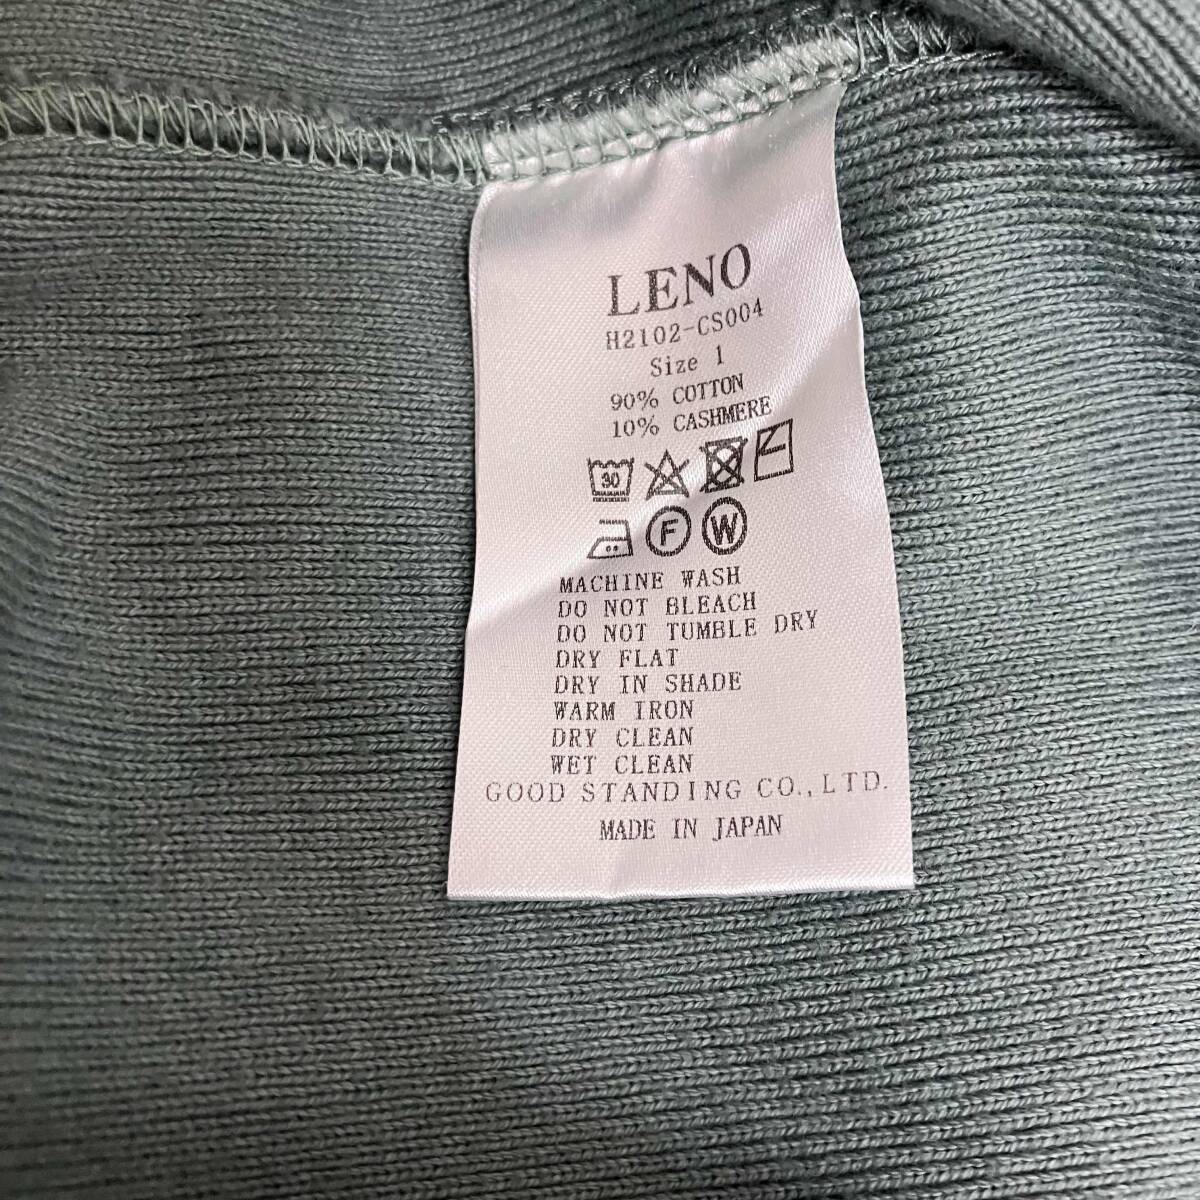 LENO
H2102-CS004
Size 1
90% COTTON
10% CASHMERE
30
F W
MACHINE WASH
DO NOT BLEACH
DO NOT TUMBLE DRY
DRY FLAT
DRY IN SHADE
WARM IRON
DRY CLEAN
WET CLEAN
GOOD STANDING CO.,LTD.
MADE IN JAPAN